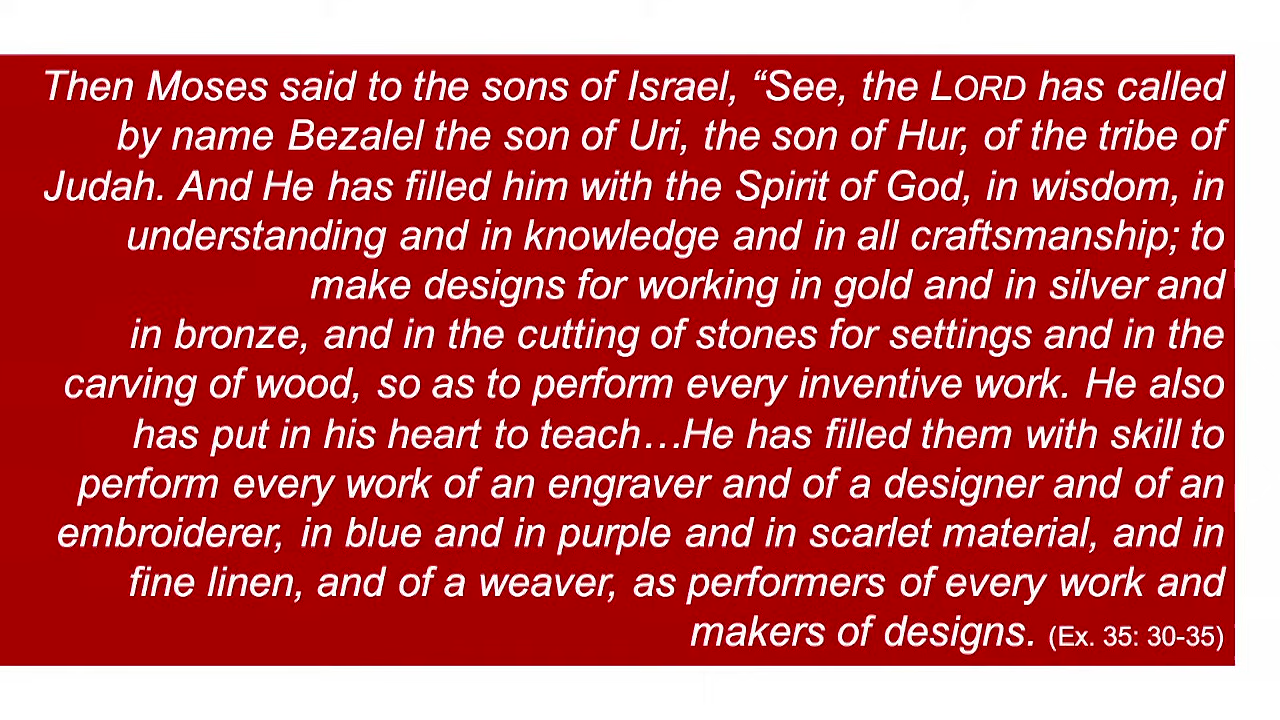 Then Moses said to the sons of Israel, “See, the LORD has called
by name Bezalel the son of Uri, the son of Hur, of the tribe of
Judah. And He has filled him with the Spirit of God, in wisdom, in
understanding and in knowledge and in all craftsmanship; to
make designs for working in gold and in silver and
in bronze, and in the cutting of stones for settings and in the
carving of wood, so as to perform every inventive work. He also
has put in his heart to teach…He has filled them with skill to
perform every work of an engraver and of a designer and of an
embroiderer, in blue and in purple and in scarlet material, and in
fine linen, and of a weaver, as performers of every work and
makers of designs. (Ex. 35: 30-35)